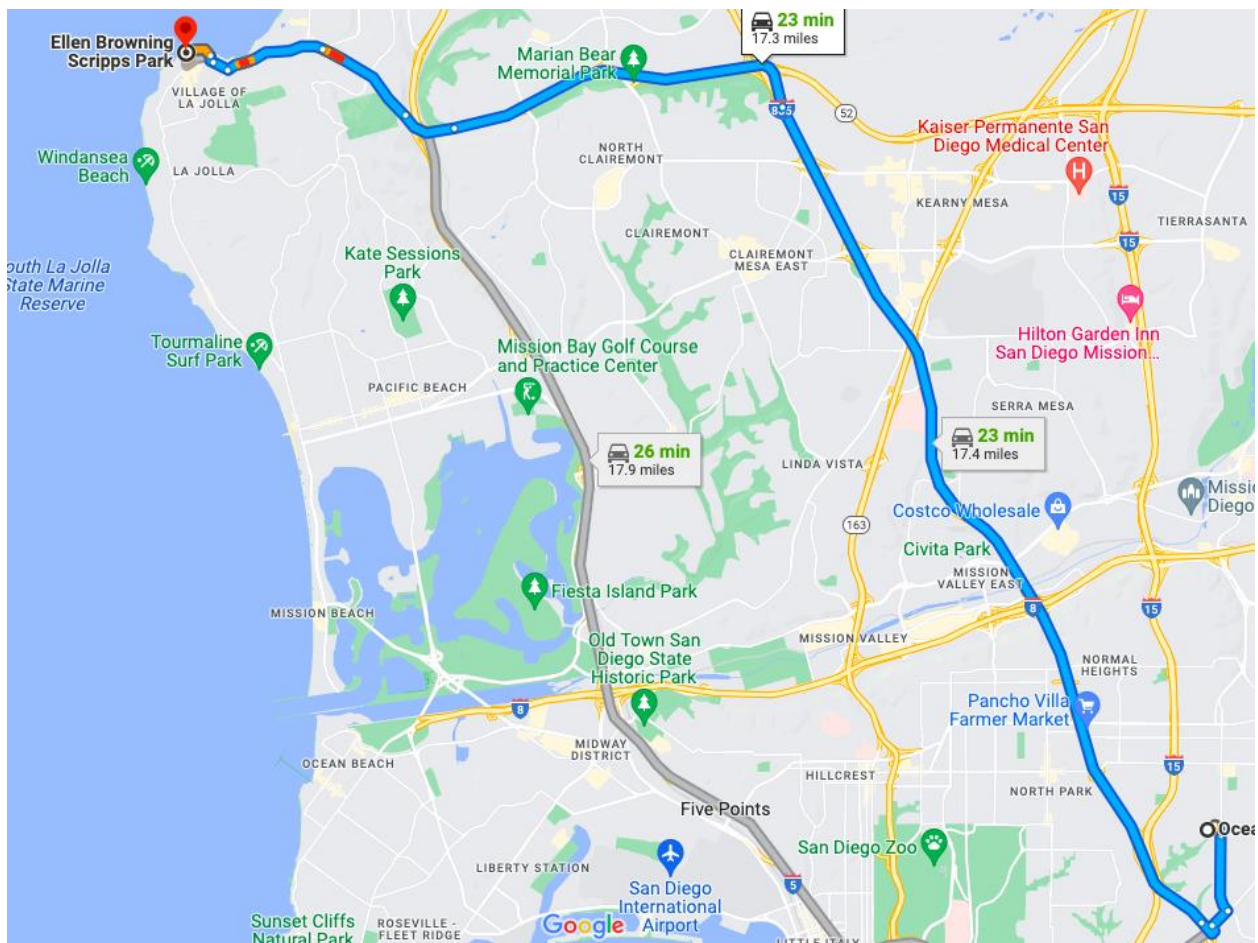 23 min
17.3 miles
Ellen Browning
Scripps Park
Marian Bear
Memorial Park
VILLAGE OF
LA JOLLA
805
52
Kaiser Permanente San
Diego Medical Center
H
Windansea
Beach
LA JOLLA
NORTH
CLAIREMONT
KEARNY MESA
15
TIERRASANTA
CLAIREMONT
15
Kate Sessions
Park
CLAIREMONT
MESA EAST
outh La Jolla
State Marine
Reserve
Hilton Garden Inn
San Diego Mission...
Tourmaline
Surf Park
Mission Bay Golf Course
and Practice Center
PACIFIC BEACH
SERRA MESA
26 min
17.9 miles
23 min
17.4 miles
LINDA VISTA
Missi
Diego
Costco Wholesale
163
Civita Park
MISSION
VALLEY EAST
Fiesta Island Park
8
15
MISSION BEACH
MISSION VALLEY
Old Town San
Diego State
Historic Park
NORMAL
HEIGHTS
8
Pancho Villa
Farmer Market
MIDWAY
DISTRICT
OCEAN BEACH
15
HILLCREST
NORTH PARK
Five Points
Ocea
San Diego Zoo
LIBERTY STATION
San Diego
International
Airport
5
Sunset Cliffs
Natural Park
ROSEVILLE -
FLEET RIDGE
Google
LITTLE ITALY